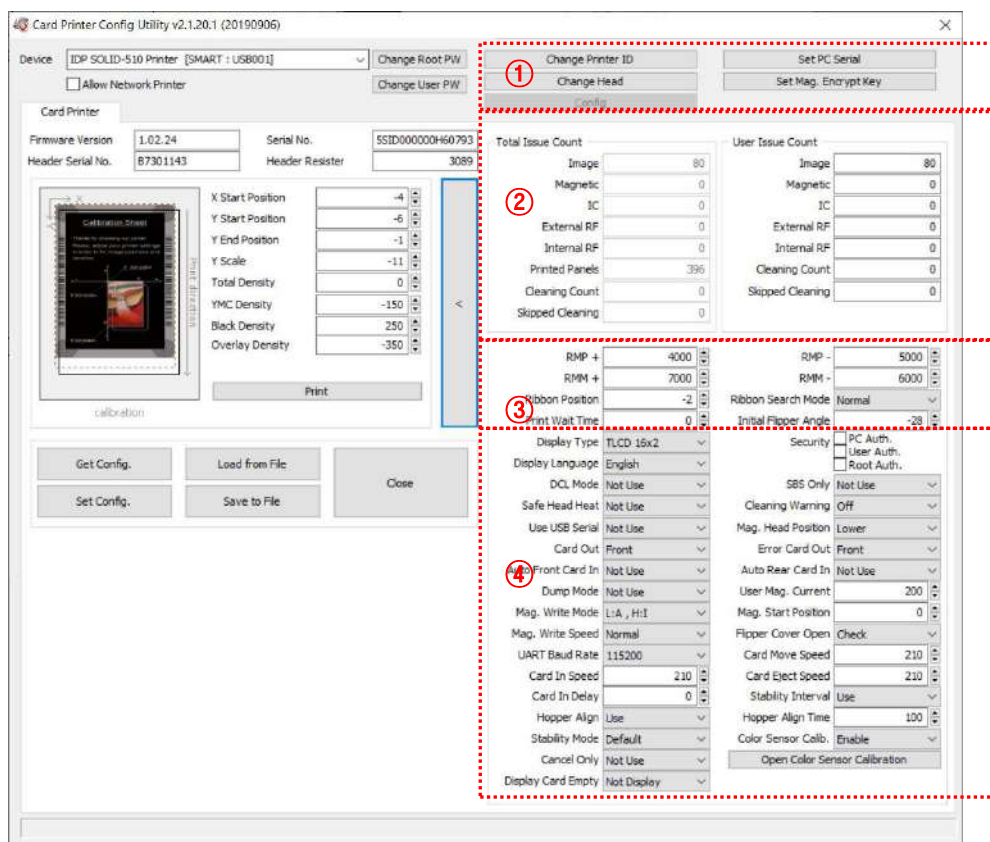 Card Printer Config Utility v2.1.20.1 (20190906)
Device IDP SOLID-510 Printer [SMART : USB001] Change Root PW
Allow Network Printer Change User PW
① Change Printer ID Set PC Serial
Change Head Set Mag. Encrypt Key
Config
Card Printer
Firmware Version 1.02.24 Serial No. SSID000000H60793
Header Serial No. B7301143 Header Resister 3089
X
Calibration Sheet
Print direction
calibration
X Start Position -4
Y Start Position -6
Y End Position -1
Y Scale -11
Total Density 0
YMC Density -150
Black Density 250
Overlay Density -350
Print
<
Get Config. Load from File Close
Set Config. Save to File
②
Total Issue Count
Image 80
Magnetic 0
IC 0
External RF 0
Internal RF 0
Printed Panels 396
Cleaning Count 0
Skipped Cleaning 0
User Issue Count
Image 80
Magnetic 0
IC 0
External RF 0
Internal RF 0
Cleaning Count 0
Skipped Cleaning 0
③
RMP + 4000 RMP - 5000
RMM + 7000 RMM - 6000
Ribbon Position -2 Ribbon Search Mode Normal
Print Wait Time 0 Initial Flipper Angle -28
④
Display Type TLCD 16x2 Security PC Auth.
User Auth.
Display Language English Root Auth.
DCL Mode Not Use SBS Only Not Use
Safe Head Heat Not Use Cleaning Warning Off
Use USB Serial Not Use Mag. Head Position Lower
Card Out Front Error Card Out Front
Auto Front Card In Not Use Auto Rear Card In Not Use
Dump Mode Not Use User Mag. Current 200
Mag. Write Mode L:A , H:I Mag. Start Position 0
Mag. Write Speed Normal Flipper Cover Open Check
UART Baud Rate 115200 Card Move Speed 210
Card In Speed 210 Card Eject Speed 210
Card In Delay 0 Stability Interval Use
Hopper Align Use Hopper Align Time 100
Stability Mode Default Color Sensor Calib. Enable
Cancel Only Not Use Open Color Sensor Calibration
Display Card Empty Not Display